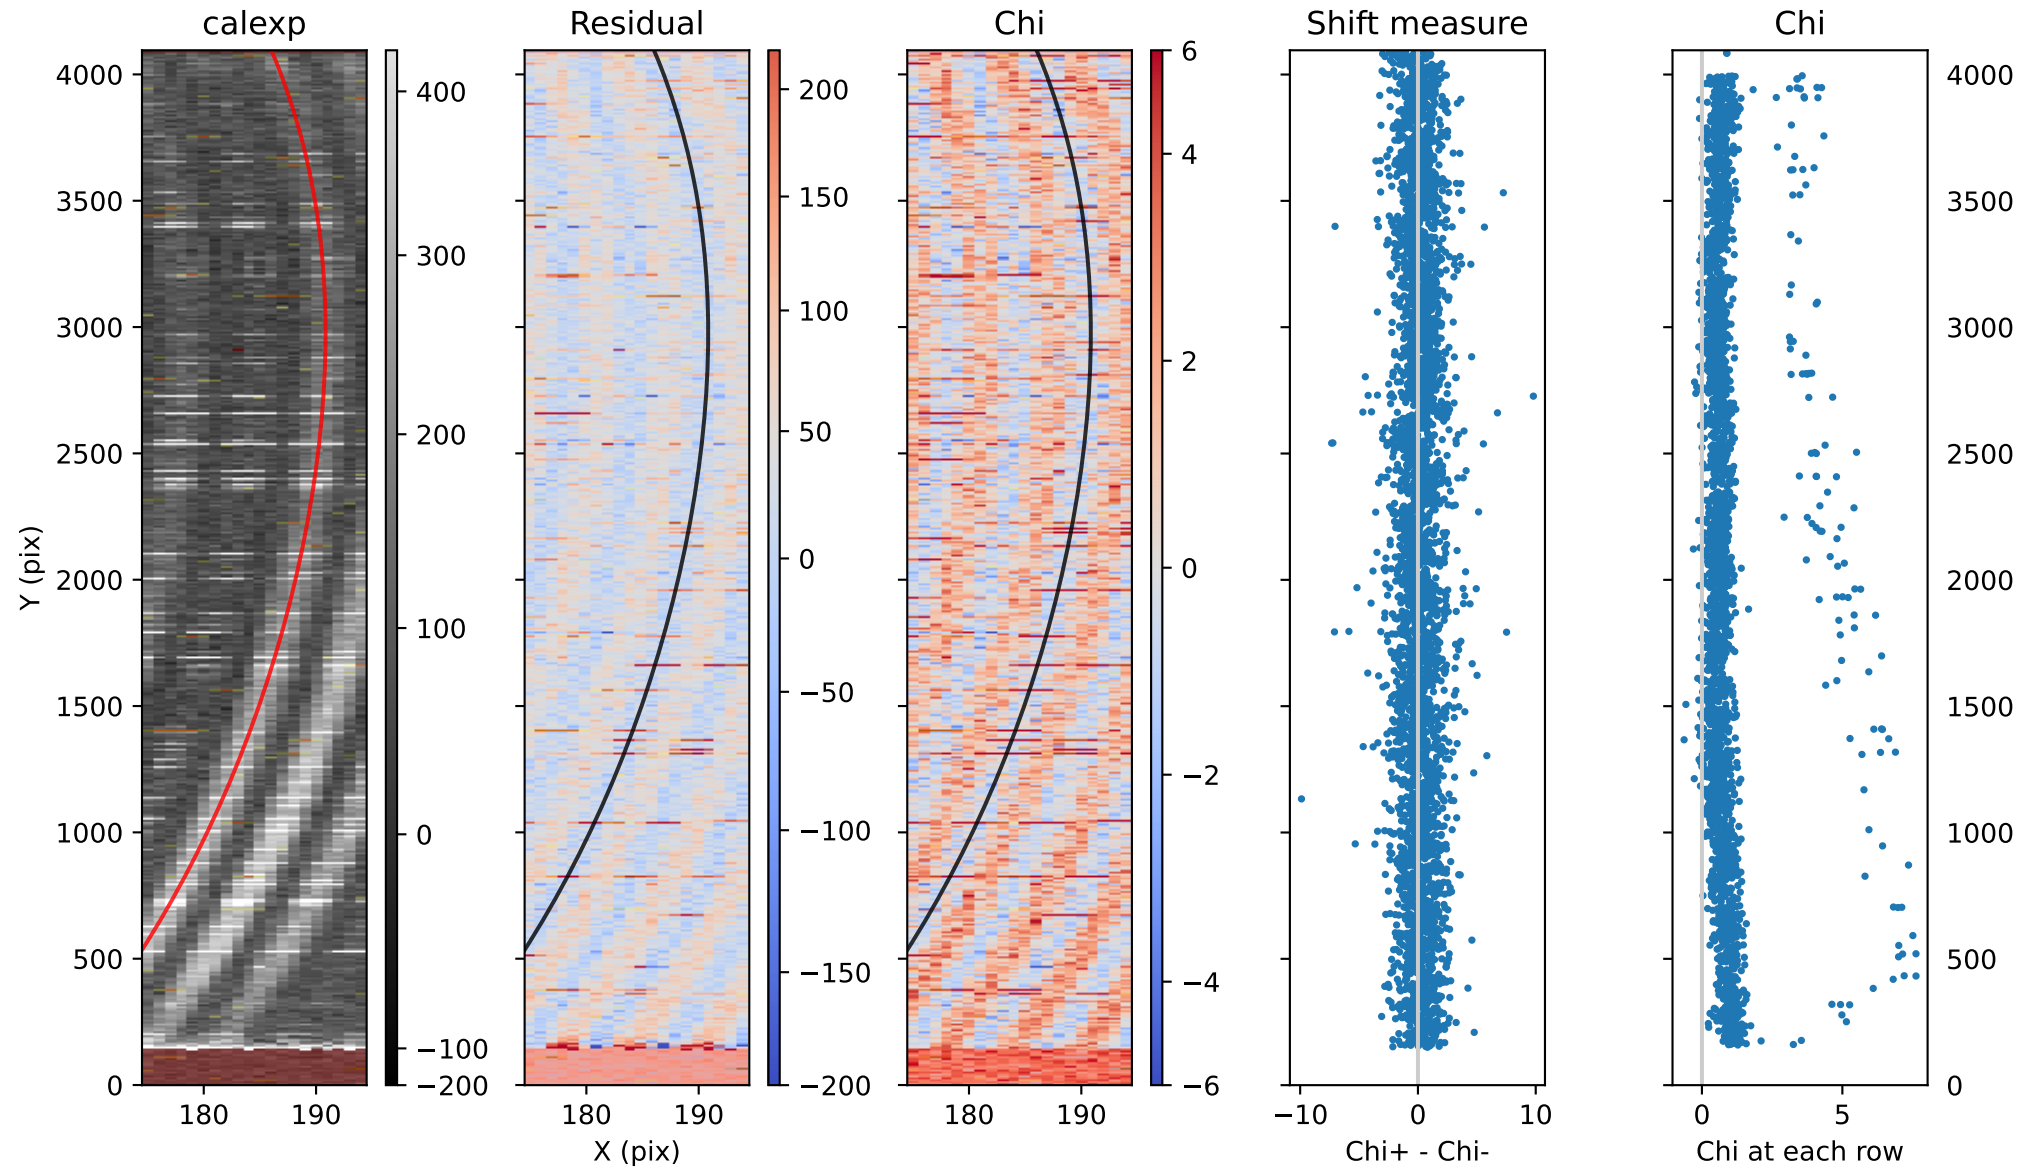 calexp Residual Chi Shift measure Chi
4000 400 200 6 4000
3500 300 150 4 3500
3000 100 3000
2500 200 50 2 2500
2000 0 0 2000
1500 100 −50 1500
1000 0 −100 −2 1000
500 −150 −4 500
0 −100 −200 −200 −6 0
180 190 180 190 180 190 −10 0 10 0 5
Y (pix)
X (pix) Chi+ - Chi- Chi at each row